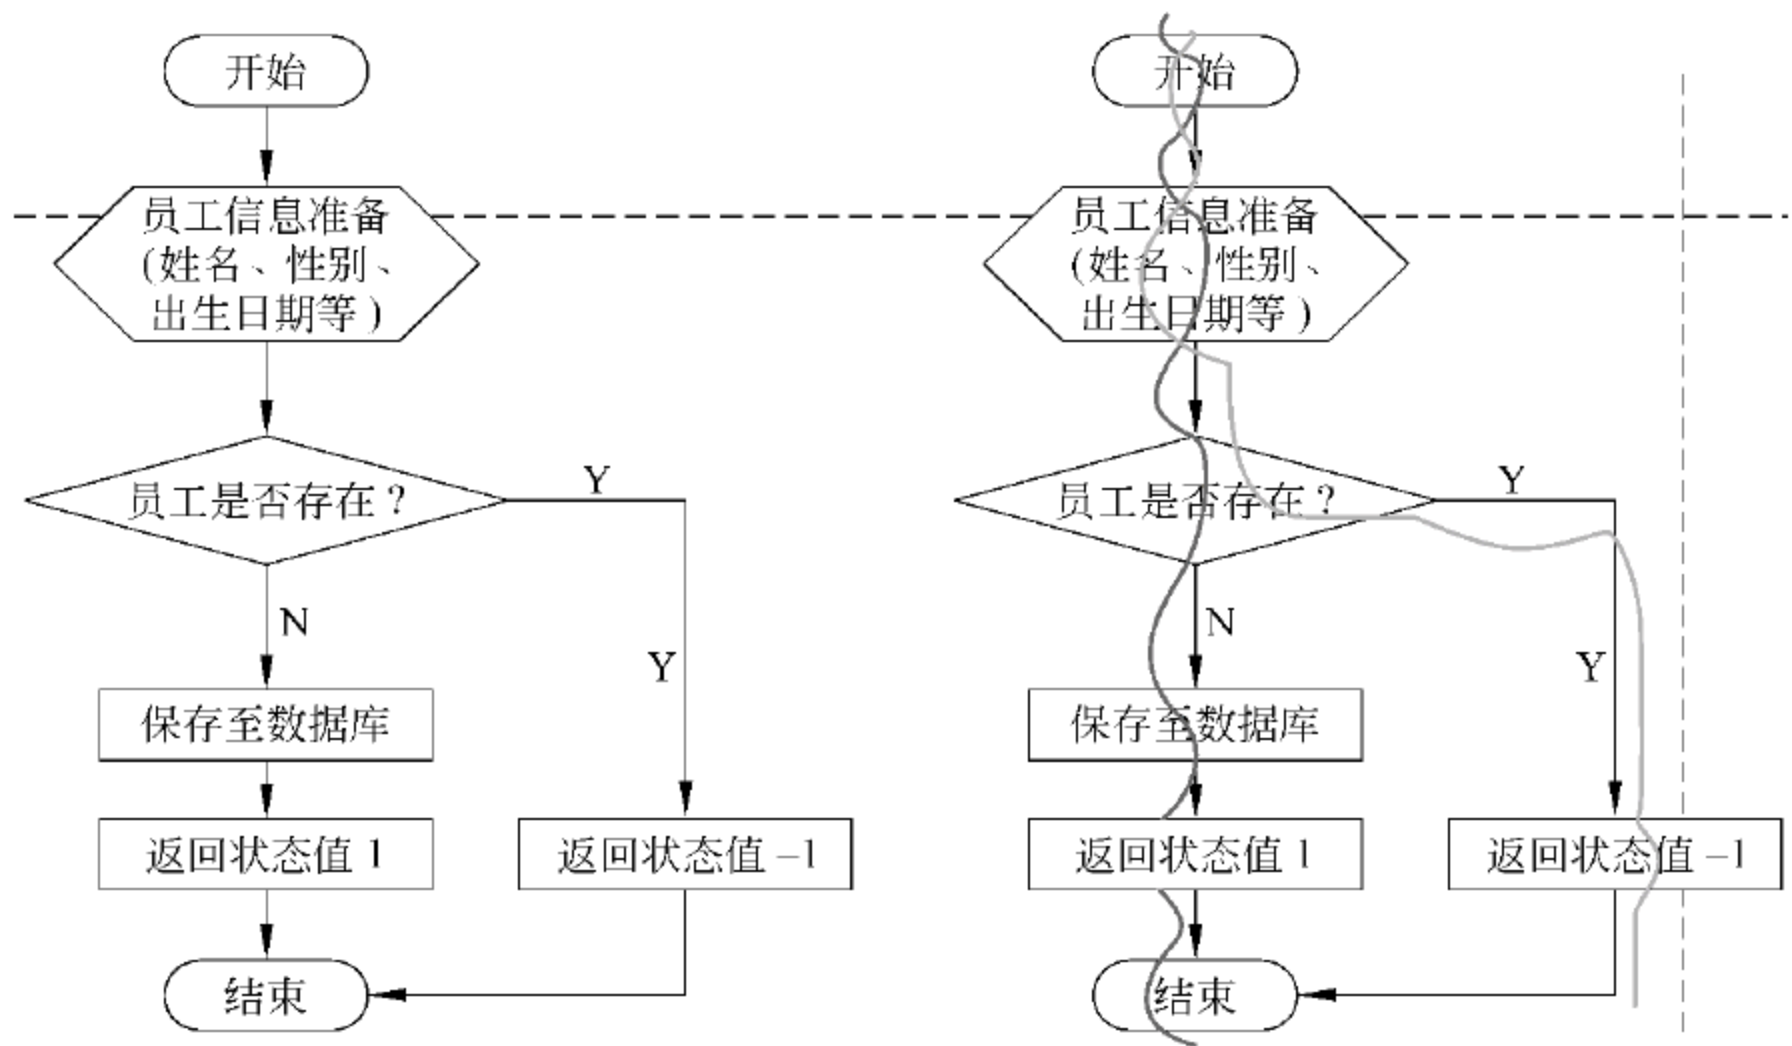 开始
员工信息准备
(姓名、性别、
出生日期等)
员工是否存在?
Y
N
Y
保存至数据库
返回状态值 1
返回状态值 –1
结束
开始
员工信息准备
(姓名、性别、
出生日期等)
员工是否存在?
Y
N
Y
保存至数据库
返回状态值 1
返回状态值 –1
结束